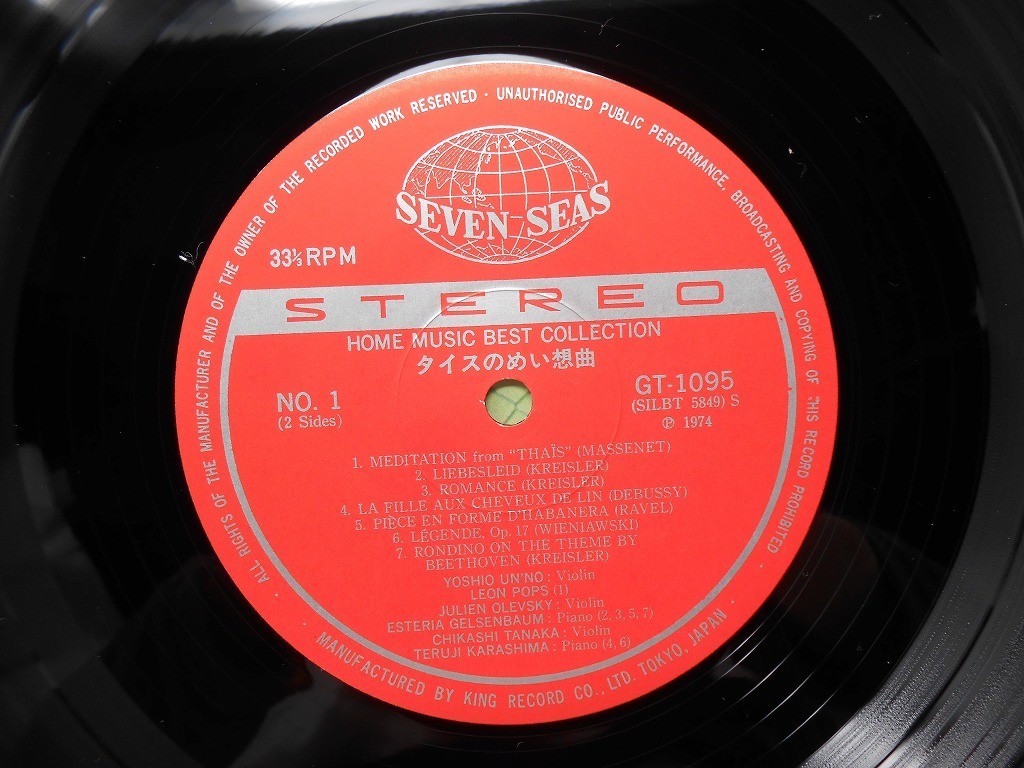 ALL RIGHTS OF THE MANUFACTURER AND OF THE OWNER OF THE RECORDED WORK RESERVED · UNAUTHORISED PUBLIC PERFORMANCE, BROADCASTING AND COPYING OF THIS RECORD PROHIBITED ·
SEVEN SEAS
33⅓ RPM
STEREO
HOME MUSIC BEST COLLECTION
タイスのめい想曲
NO. 1
(2 Sides)
GT-1095
(SILBT 5849) S
℗ 1974
1. MEDITATION from “THAÏS” (MASSENET)
2. LIEBESLEID (KREISLER)
3. ROMANCE (KREISLER)
4. LA FILLE AUX CHEVEUX DE LIN (DEBUSSY)
5. PIÈCE EN FORME D'HABANERA (RAVEL)
6. LÉGENDE, Op. 17 (WIENIAWSKI)
7. RONDINO ON THE THEME BY
BEETHOVEN (KREISLER)
YOSHIO UN'NO : Violin
LEON POPS (1)
JULIEN OLEVSKY : Violin
ESTERIA GELSENBAUM : Piano (2, 3, 5, 7)
CHIKASHI TANAKA : Violin
TERUJI KARASHIMA : Piano (4, 6)
· MANUFACTURED BY KING RECORD CO., LTD. TOKYO, JAPAN ·